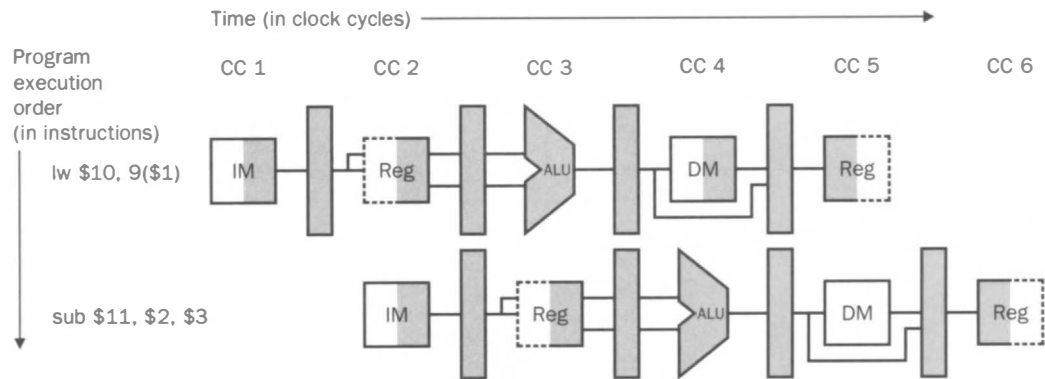 Time (in clock cycles)
Program
execution
order
(in instructions)
CC 1 CC 2 CC 3 CC 4 CC 5 CC 6
lw $10, 9($1)
IM Reg ALU DM Reg
sub $11, $2, $3
IM Reg ALU DM Reg